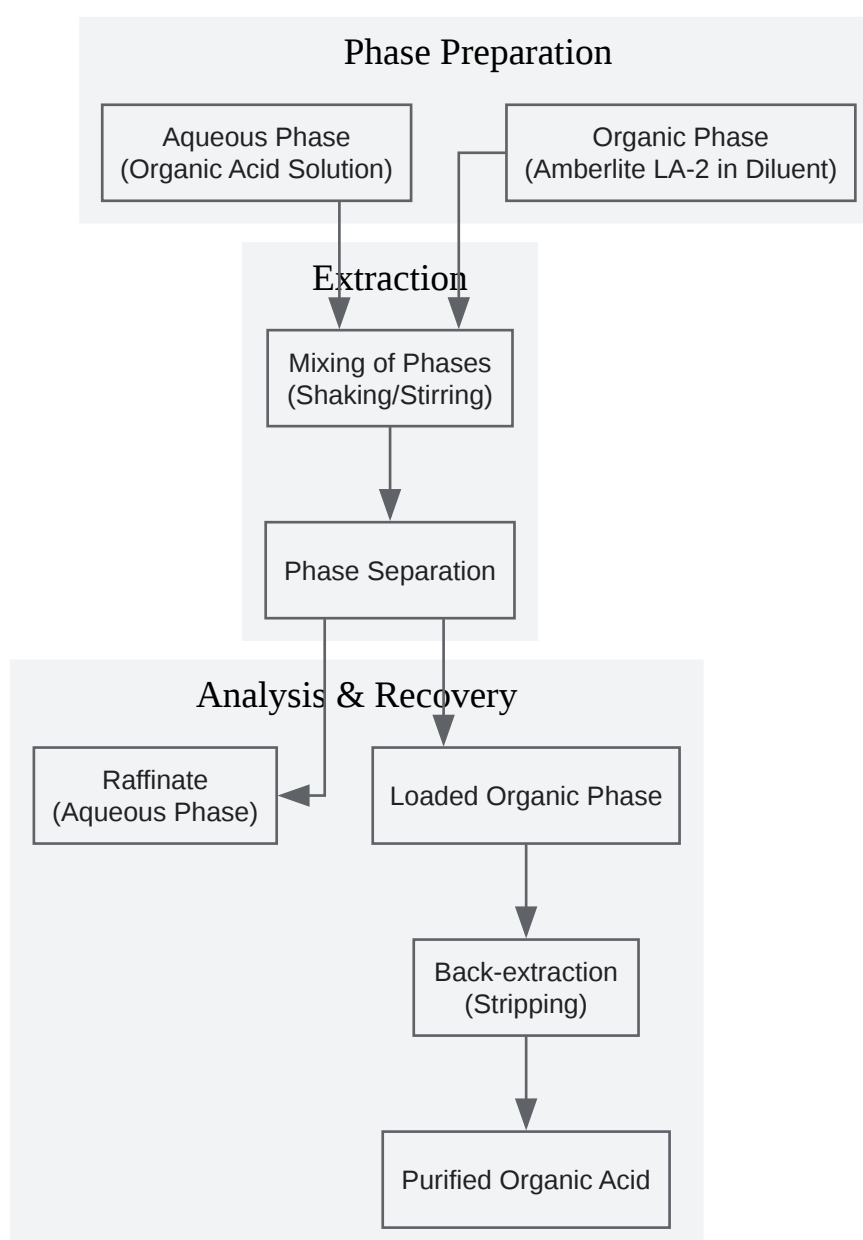 Phase Preparation
Aqueous Phase
(Organic Acid Solution)
Organic Phase
(Amberlite LA-2 in Diluent)
Extraction
Mixing of Phases
(Shaking/Stirring)
Phase Separation
Analysis & Recovery
Raffinate
(Aqueous Phase)
Loaded Organic Phase
Back-extraction
(Stripping)
Purified Organic Acid